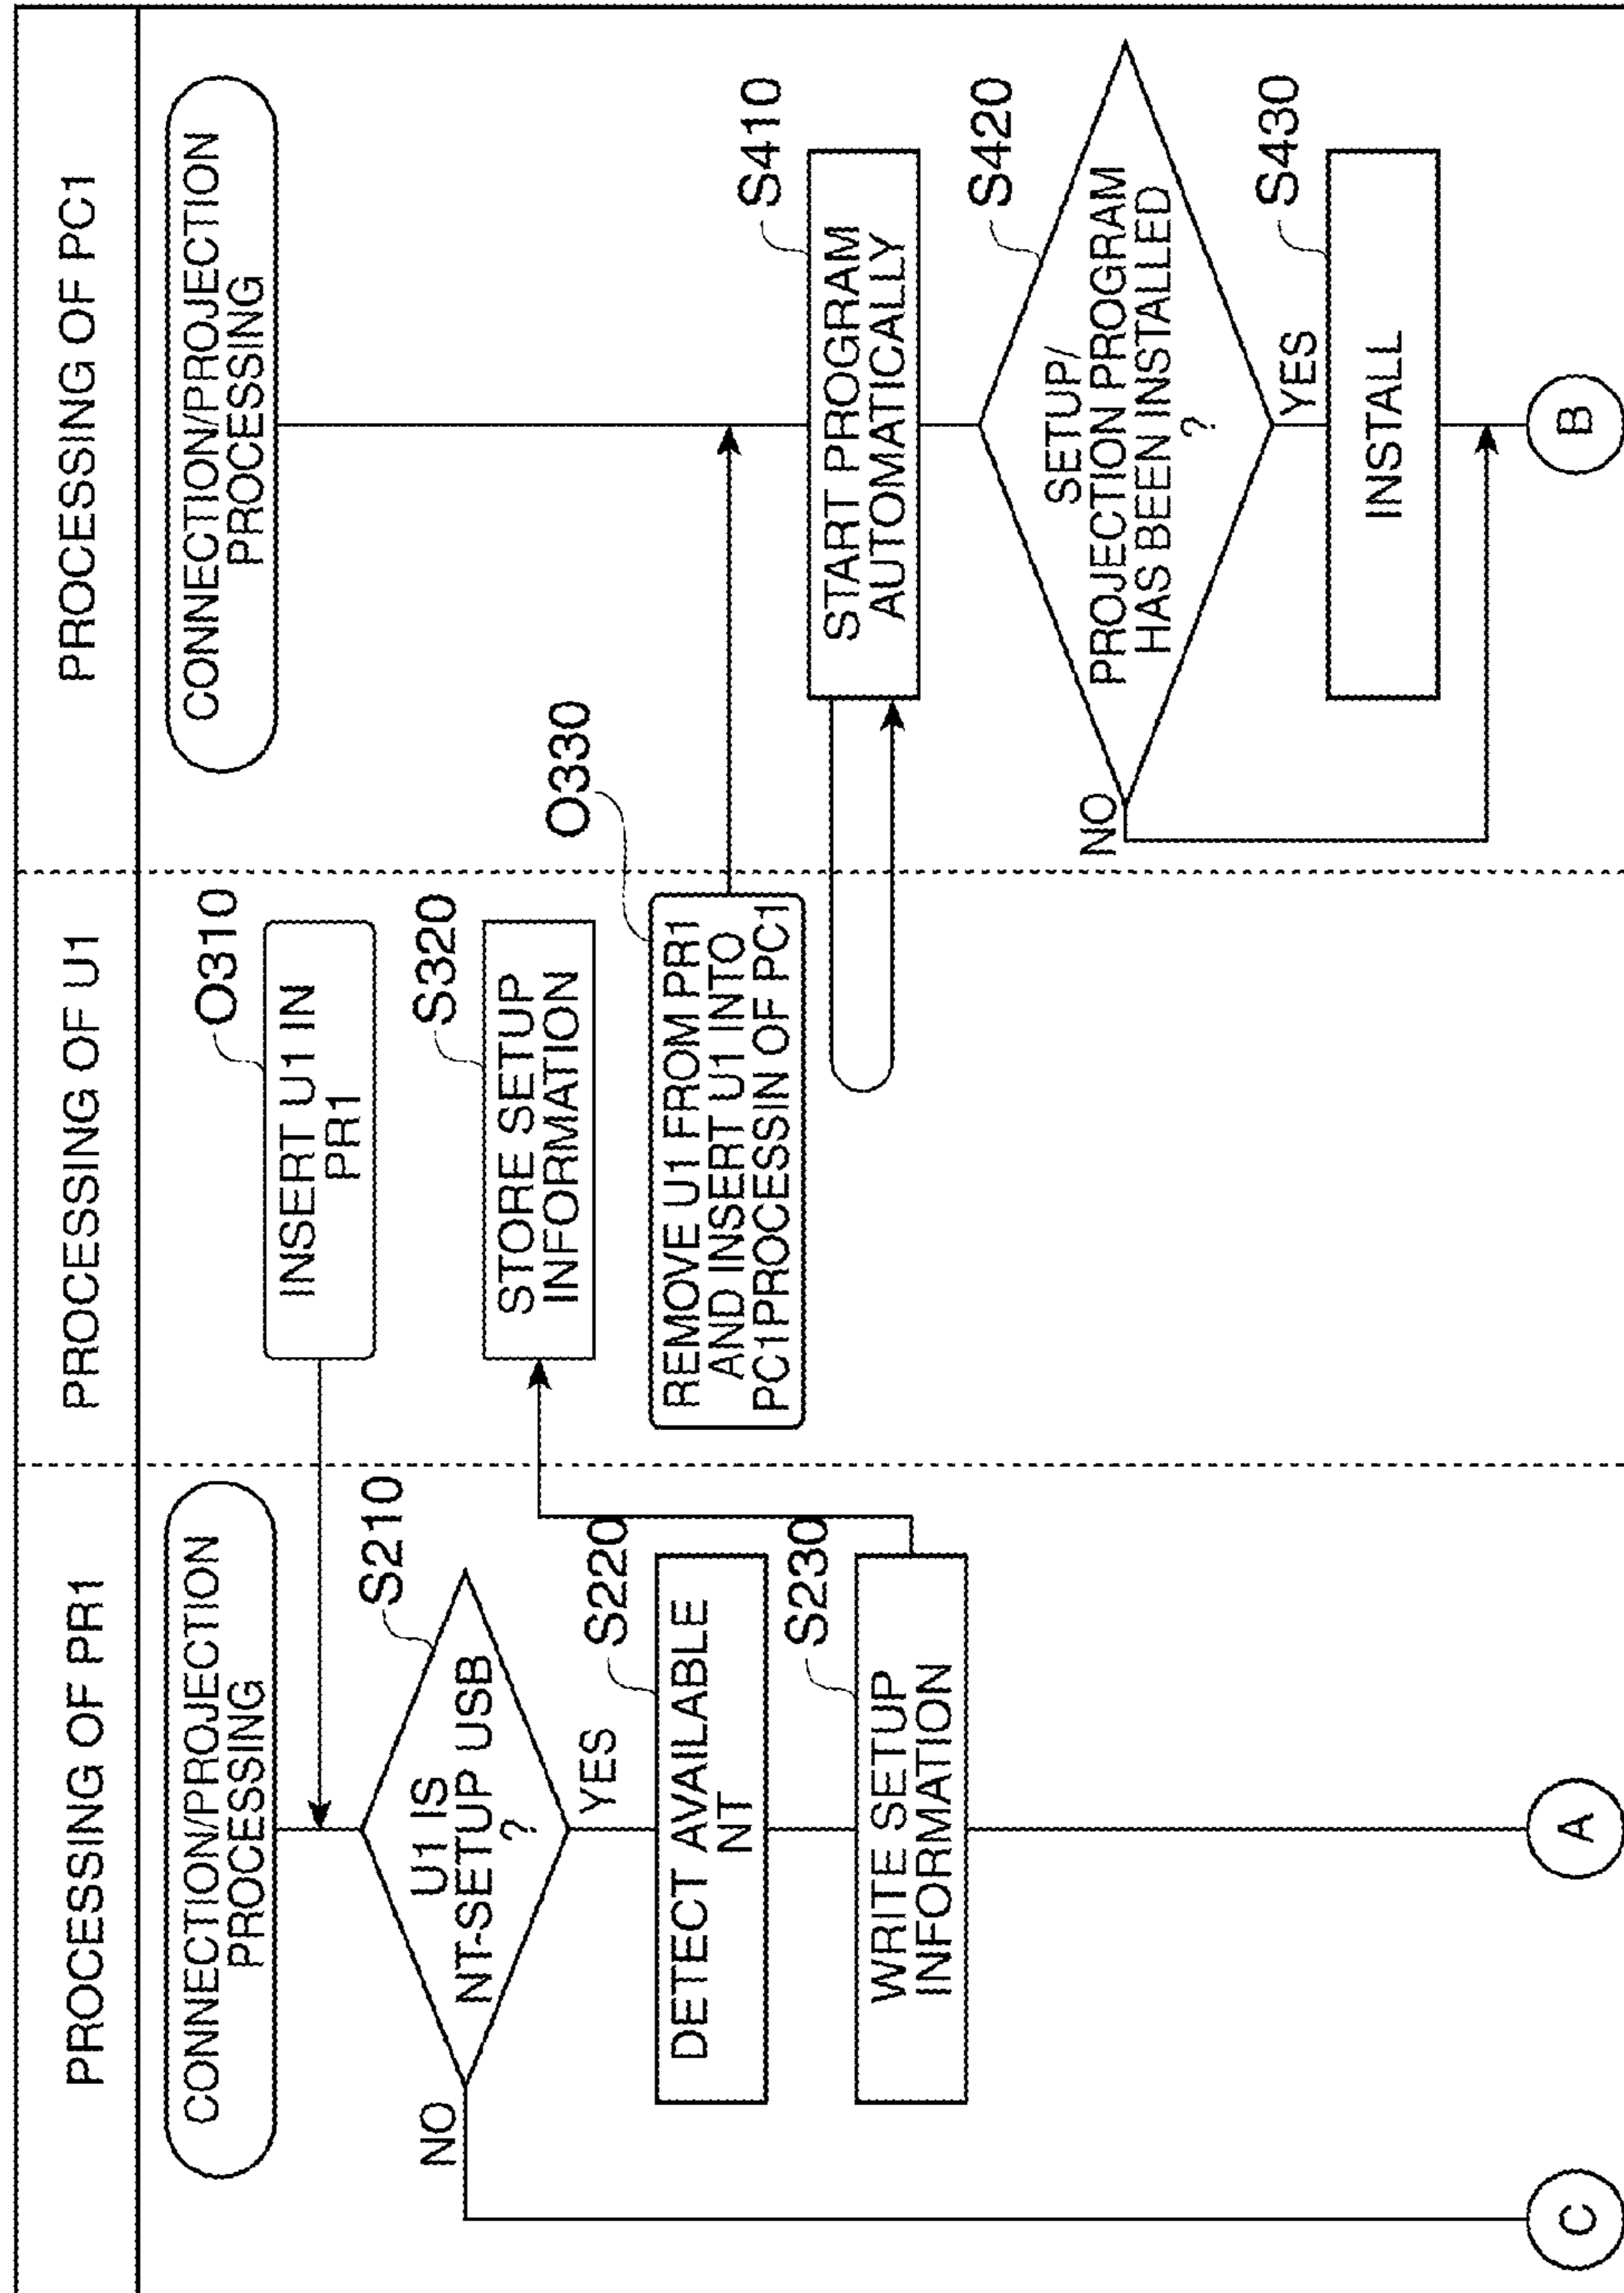 PROCESSING OF PR1
PROCESSING OF U1
PROCESSING OF PC1
CONNECTION/PROJECTION
PROCESSING
O310
INSERT U1 IN
PR1
S210
U1 IS
NT-SETUP USB
?
NO
YES
S220
DETECT AVAILABLE
NT
S230
WRITE SETUP
INFORMATION
C
A
S320
STORE SETUP
INFORMATION
O330
REMOVE U1 FROM PR1
AND INSERT U1 INTO
PC1PROCESSIN OF PC1
CONNECTION/PROJECTION
PROCESSING
S410
START PROGRAM
AUTOMATICALLY
S420
SETUP/
PROJECTION PROGRAM
HAS BEEN INSTALLED
?
NO
YES
S430
INSTALL
B